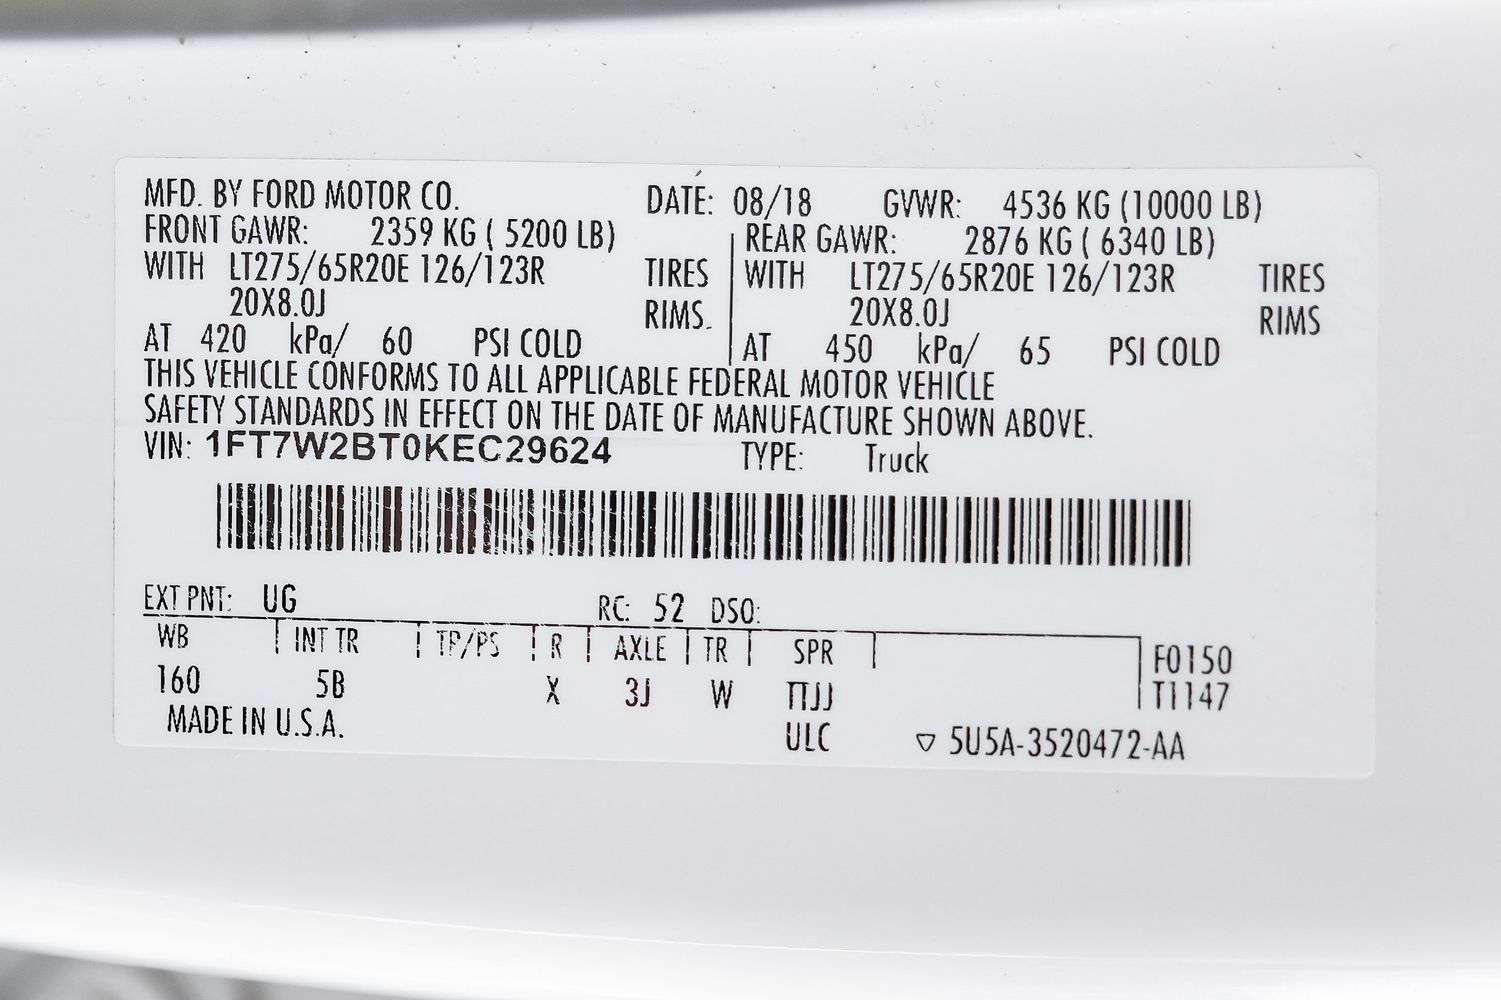 MFD. BY FORD MOTOR CO. DATE: 08/18 GVWR: 4536 KG (10000 LB)
FRONT GAWR: 2359 KG ( 5200 LB) REAR GAWR: 2876 KG ( 6340 LB)
WITH LT275/65R20E 126/123R TIRES WITH LT275/65R20E 126/123R TIRES
20X8.0J RIMS. 20X8.0J RIMS
AT 420 kPa/ 60 PSI COLD AT 450 kPa/ 65 PSI COLD
THIS VEHICLE CONFORMS TO ALL APPLICABLE FEDERAL MOTOR VEHICLE
SAFETY STANDARDS IN EFFECT ON THE DATE OF MANUFACTURE SHOWN ABOVE.
VIN: 1FT7W2BT0KEC29624 TYPE: Truck
EXT PNT: UG RC: 52 DSO:
WB INT TR TP/PS R AXLE TR SPR F0150
160 5B X 3J W T1147
MADE IN U.S.A. ULC ▽ 5U5A-3520472-AA